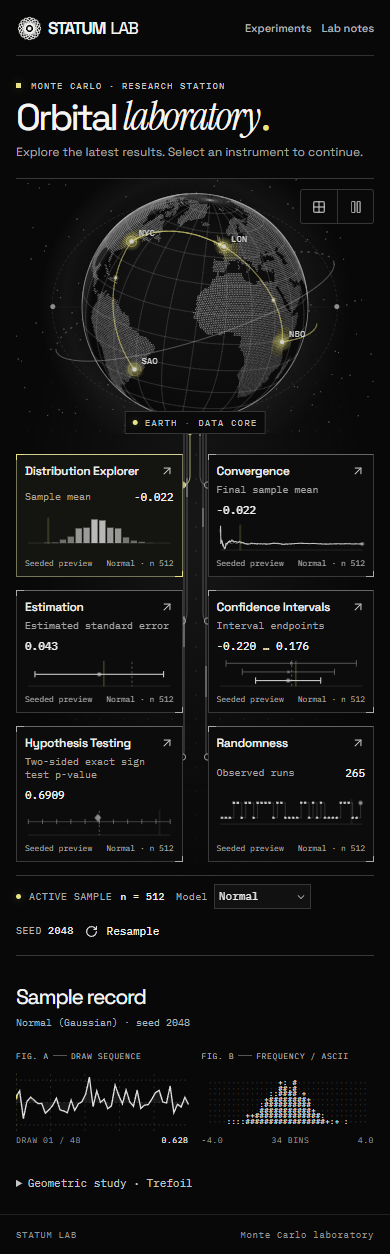 STATUM LAB
Experiments Lab notes
MONTE CARLO · RESEARCH STATION
Orbital laboratory.
Explore the latest results. Select an instrument to continue.
NYC
LON
NBO
SAO
EARTH · DATA CORE
Distribution Explorer
Sample mean -0.022
Seeded preview Normal · n 512
Convergence
Final sample mean
-0.022
Seeded preview Normal · n 512
Estimation
Estimated standard error
0.043
Seeded preview Normal · n 512
Confidence Intervals
Interval endpoints
-0.220 … 0.176
Seeded preview Normal · n 512
Hypothesis Testing
Two-sided exact sign
test p-value
0.6909
Seeded preview Normal · n 512
Randomness
Observed runs 265
Seeded preview Normal · n 512
ACTIVE SAMPLE n = 512 Model Normal
SEED 2048 Resample
Sample record
Normal (Gaussian) · seed 2048
FIG. A — DRAW SEQUENCE
DRAW 01 / 48 0.628
FIG. B — FREQUENCY / ASCII
-4.0 34 BINS 4.0
Geometric study · Trefoil
STATUM LAB Monte Carlo laboratory